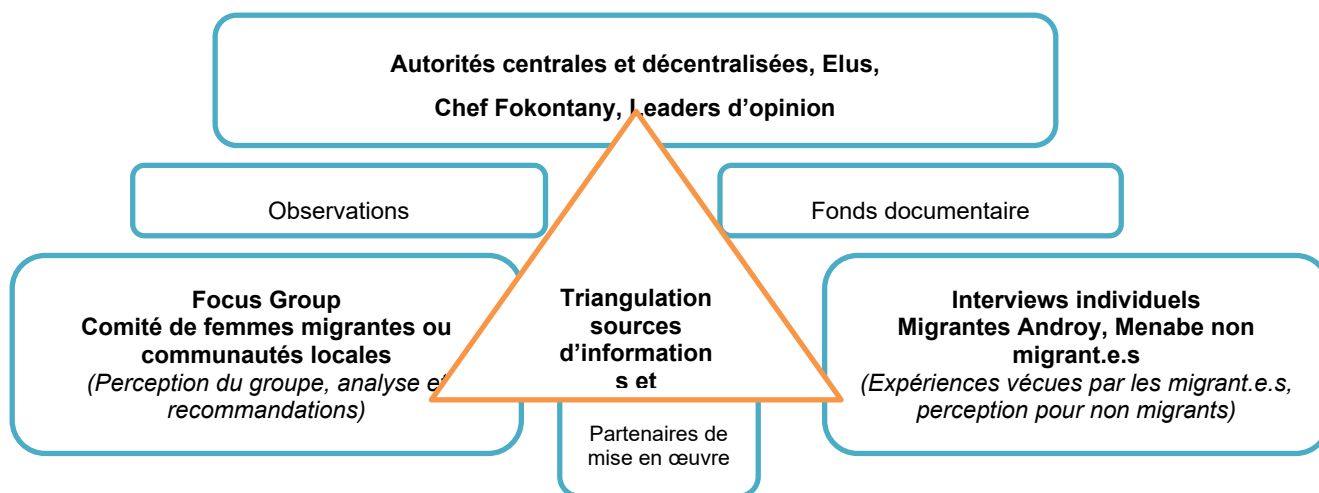 Autorités centrales et décentralisées, Elus,
Chef Fokontany, Leaders d'opinion
Observations
Fonds documentaire
Focus Group
Comité de femmes migrantes ou
communautés locales
(Perception du groupe, analyse et
recommandations)
Triangulation
sources
d'information
s et
Interviews individuels
Migrantes Androy, Menabe non
migrant.e.s
(Expériences vécues par les migrant.e.s,
perception pour non migrants)
Partenaires de
mise en œuvre